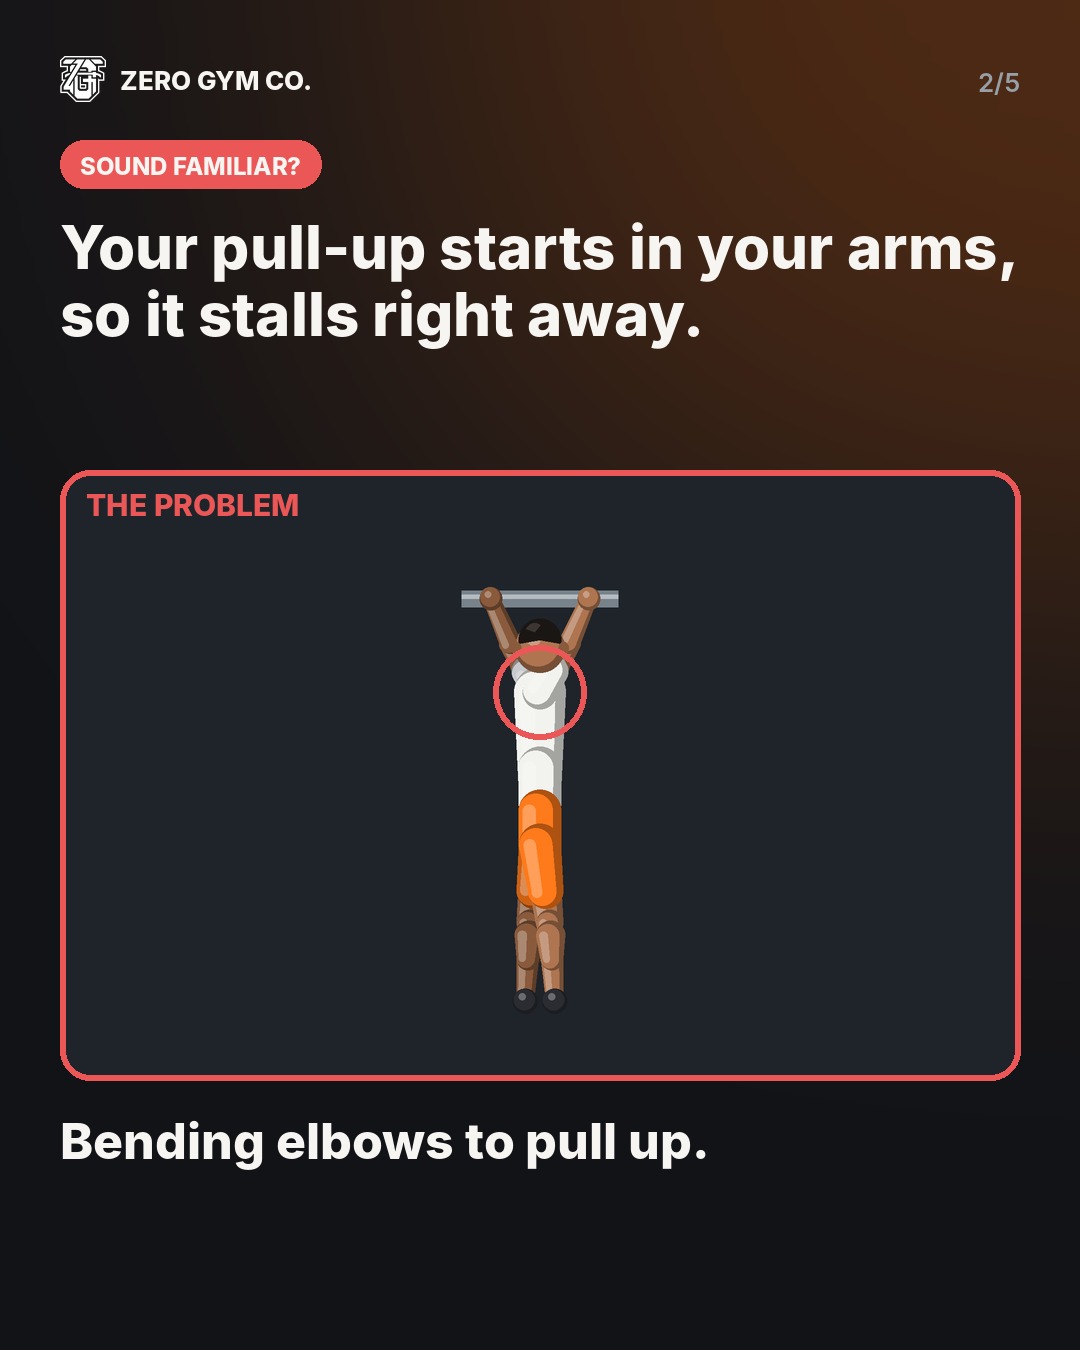 ZERO GYM CO.
2/5
SOUND FAMILIAR?
Your pull-up starts in your arms,
so it stalls right away.
THE PROBLEM
Bending elbows to pull up.